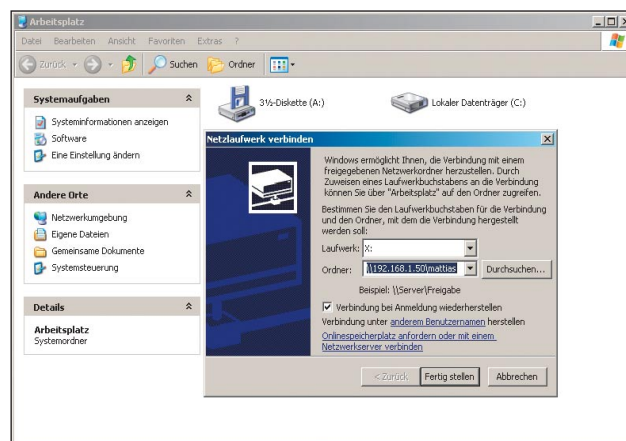 Arbeitsplatz
Datei Bearbeiten Ansicht Favoriten Extras ?
Zurück Suchen Ordner
Systemaufgaben
Systeminformationen anzeigen
Software
Eine Einstellung ändern
Andere Orte
Netzwerkumgebung
Eigene Dateien
Gemeinsame Dokumente
Systemsteuerung
Details
Arbeitsplatz
Systemordner
3½-Diskette (A:) Lokaler Datenträger (C:)
Netzlaufwerk verbinden
Windows ermöglicht Ihnen, die Verbindung mit einem
freigegebenen Netzwerkordner herzustellen. Durch
Zuweisen eines Laufwerkbuchstabens an die Verbindung
können Sie über "Arbeitsplatz" auf den Ordner zugreifen.
Bestimmen Sie den Laufwerkbuchstaben für die Verbindung
und den Ordner, mit dem die Verbindung hergestellt
werden soll:
Laufwerk: X:
Ordner: \\192.168.1.50\mattias Durchsuchen...
Beispiel: \\Server\Freigabe
Verbindung bei Anmeldung wiederherstellen
Verbindung unter anderem Benutzernamen herstellen
Onlinespeicherplatz anfordern oder mit einem
Netzwerkserver verbinden
< Zurück Fertig stellen Abbrechen